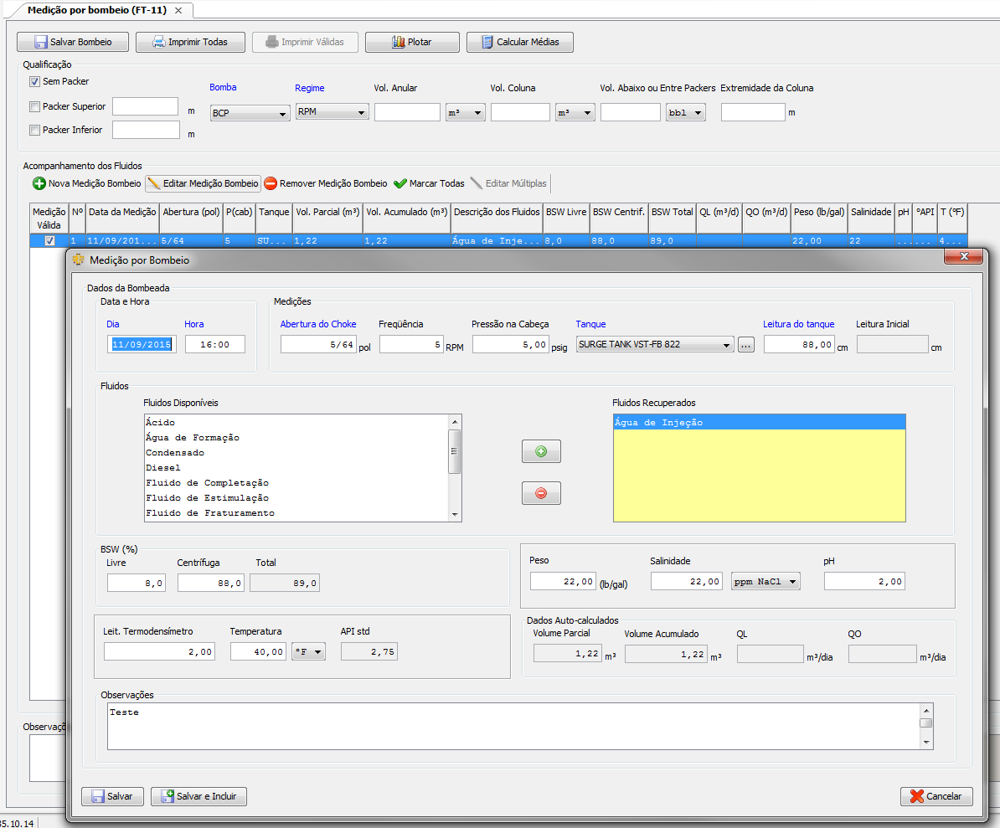 Medição por bombeio (FT-11)
Salvar Bombeio Imprimir Todas Imprimir Válidas Plotar Calcular Médias
Qualificação
Sem Packer
Bomba Regime Vol. Anular Vol. Coluna Vol. Abaixo ou Entre Packers Extremidade da Coluna
Packer Superior m BCP RPM m³ m³ bbl m
Packer Inferior m
Acompanhamento dos Fluidos
Nova Medição Bombeio Editar Medição Bombeio Remover Medição Bombeio Marcar Todas Editar Múltiplas
Medição Válida Nº Data da Medição Abertura (pol) P(cab) Tanque Vol. Parcial (m³) Vol. Acumulado (m³) Descrição dos Fluidos BSW Livre BSW Centrif. BSW Total QL (m³/d) QO (m³/d) Peso (lb/gal) Salinidade pH ºAPI T (ºF)
1 11/09/201... 5/64 5 SU... 1,22 1,22 Água de Inje... 8,0 88,0 89,0 22,00 22 ... ... 4...
Medição por Bombeio
Dados da Bombeada
Data e Hora Medições
Dia Hora Abertura do Choke Freqüência Pressão na Cabeça Tanque Leitura do tanque Leitura Inicial
11/09/2015 16:00 5/64 pol 5 RPM 5,00 psig SURGE TANK VST-FB 822 ... 88,00 cm cm
Fluidos
Fluidos Disponíveis Fluidos Recuperados
Ácido Água de Injeção
Água de Formação
Condensado
Diesel
Fluido de Completação
Fluido de Estimulação
Fluido de Fraturamento
BSW (%)
Livre Centrífuga Total Peso Salinidade pH
8,0 88,0 89,0 22,00 (lb/gal) 22,00 ppm NaCl 2,00
Dados Auto-calculados
Leit. Termodensímetro Temperatura API std Volume Parcial Volume Acumulado QL QO
2,00 40,00 °F 2,75 1,22 m³ 1,22 m³ m³/dia m³/dia
Observações
Teste
Observaçõ
Salvar Salvar e Incluir Cancelar
5.10.14